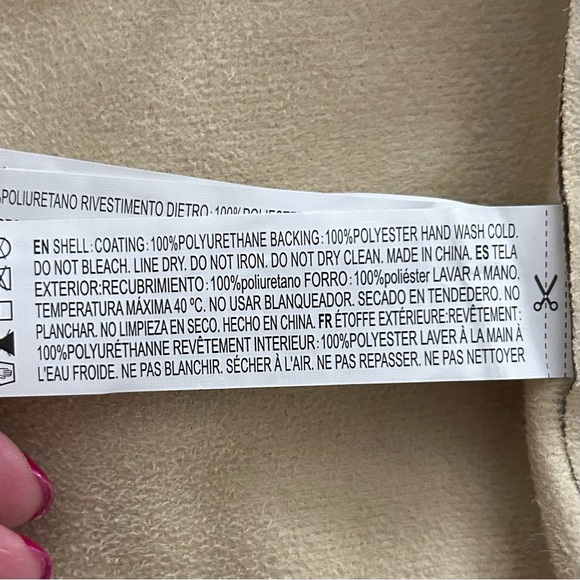 POLIURETANO RIVESTIMENTO DIETRO:100%
EN SHELL:COATING:100%POLYURETHANE BACKING:100%POLYESTER HAND WASH COLD.
DO NOT BLEACH. LINE DRY. DO NOT IRON. DO NOT DRY CLEAN. MADE IN CHINA. ES TELA
EXTERIOR:RECUBRIMIENTO:100%poliuretano FORRO:100%poliéster LAVAR A MANO.
TEMPERATURA MÁXIMA 40 ºC. NO USAR BLANQUEADOR. SECADO EN TENDEDERO. NO
PLANCHAR. NO LIMPIEZA EN SECO. HECHO EN CHINA. FR ÉTOFFE EXTÉRIEURE:REVÊTEMENT:
100%POLYURÉTHANNE REVÊTEMENT INTERIEUR:100%POLYESTER LAVER À LA MAIN À
L'EAU FROIDE. NE PAS BLANCHIR. SÉCHER À L'AIR. NE PAS REPASSER. NE PAS NETTOYER